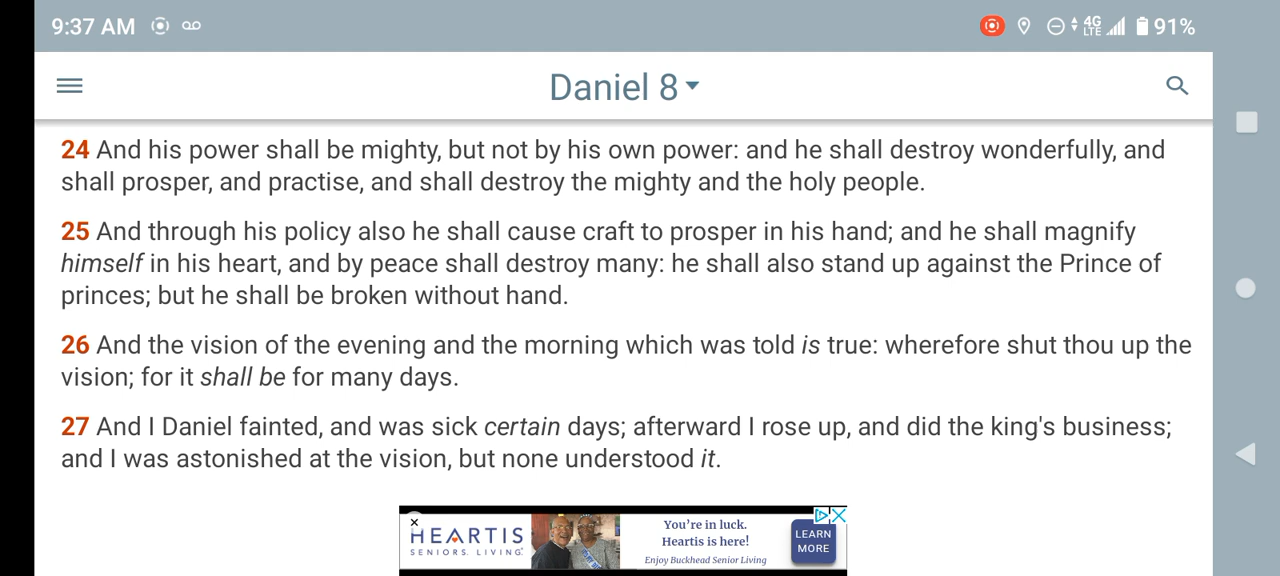 9:37 AM 4G LTE 91%
Daniel 8
24 And his power shall be mighty, but not by his own power: and he shall destroy wonderfully, and
shall prosper, and practise, and shall destroy the mighty and the holy people.
25 And through his policy also he shall cause craft to prosper in his hand; and he shall magnify
himself in his heart, and by peace shall destroy many: he shall also stand up against the Prince of
princes; but he shall be broken without hand.
26 And the vision of the evening and the morning which was told is true: wherefore shut thou up the
vision; for it shall be for many days.
27 And I Daniel fainted, and was sick certain days; afterward I rose up, and did the king's business;
and I was astonished at the vision, but none understood it.
HEARTIS
SENIORS. LIVING.
You're in luck.
Heartis is here!
Enjoy Buckhead Senior Living
LEARN
MORE